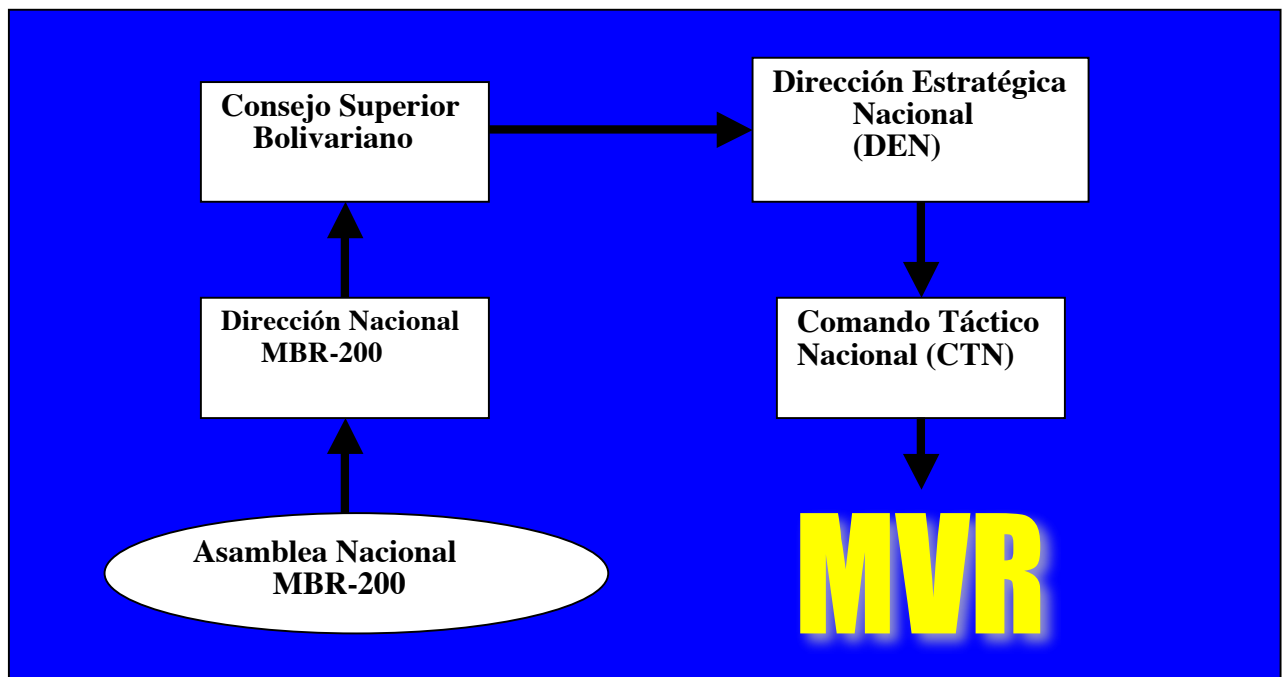 Consejo Superior
Bolivariano
Dirección Estratégica
Nacional
(DEN)
Dirección Nacional
MBR-200
Comando Táctico
Nacional (CTN)
Asamblea Nacional
MBR-200
MVR